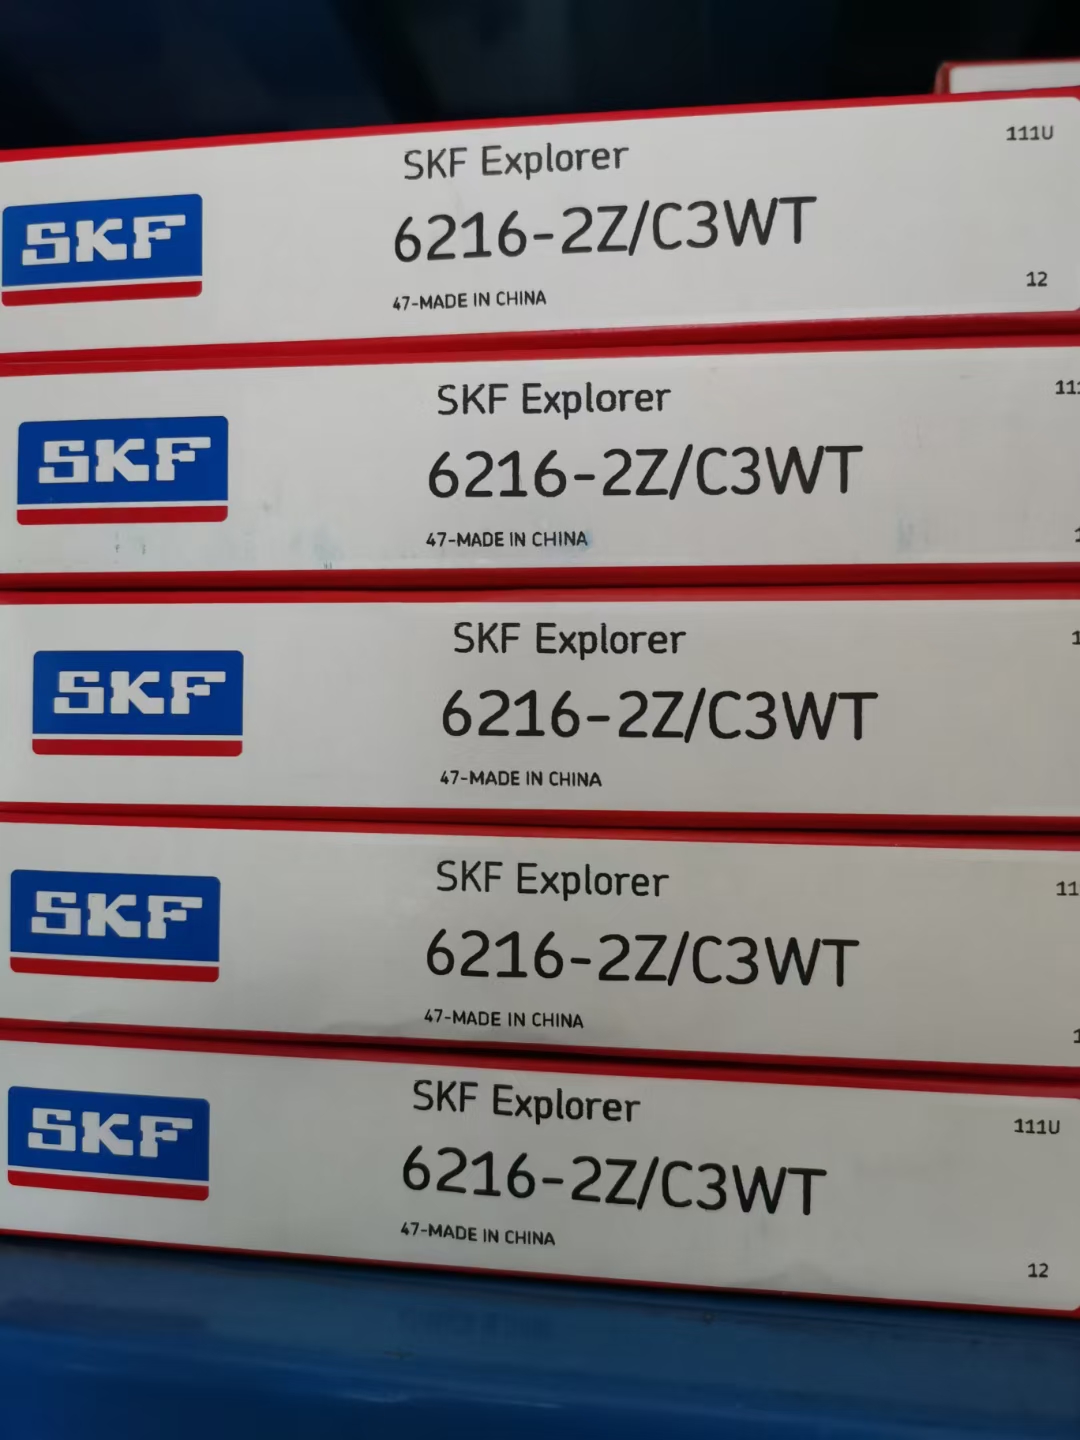 SKF Explorer
111U
SKF
6216-2Z/C3WT
12
47-MADE IN CHINA
SKF Explorer
SKF
6216-2Z/C3WT
47-MADE IN CHINA
SKF Explorer
SKF
6216-2Z/C3WT
47-MADE IN CHINA
SKF Explorer
SKF
6216-2Z/C3WT
47-MADE IN CHINA
SKF Explorer
111U
SKF
6216-2Z/C3WT
47-MADE IN CHINA
12